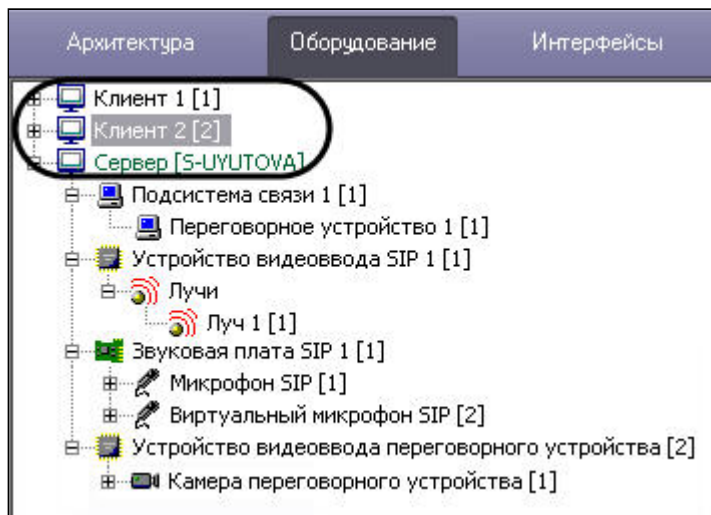 Архитектура Оборудование Интерфейсы
Клиент 1 [1]
Клиент 2 [2]
Сервер [S-UYUTOVA]
Подсистема связи 1 [1]
Переговорное устройство 1 [1]
Устройство видеоввода SIP 1 [1]
Лучи
Луч 1 [1]
Звуковая плата SIP 1 [1]
Микрофон SIP [1]
Виртуальный микрофон SIP [2]
Устройство видеоввода переговорного устройства [2]
Камера переговорного устройства [1]